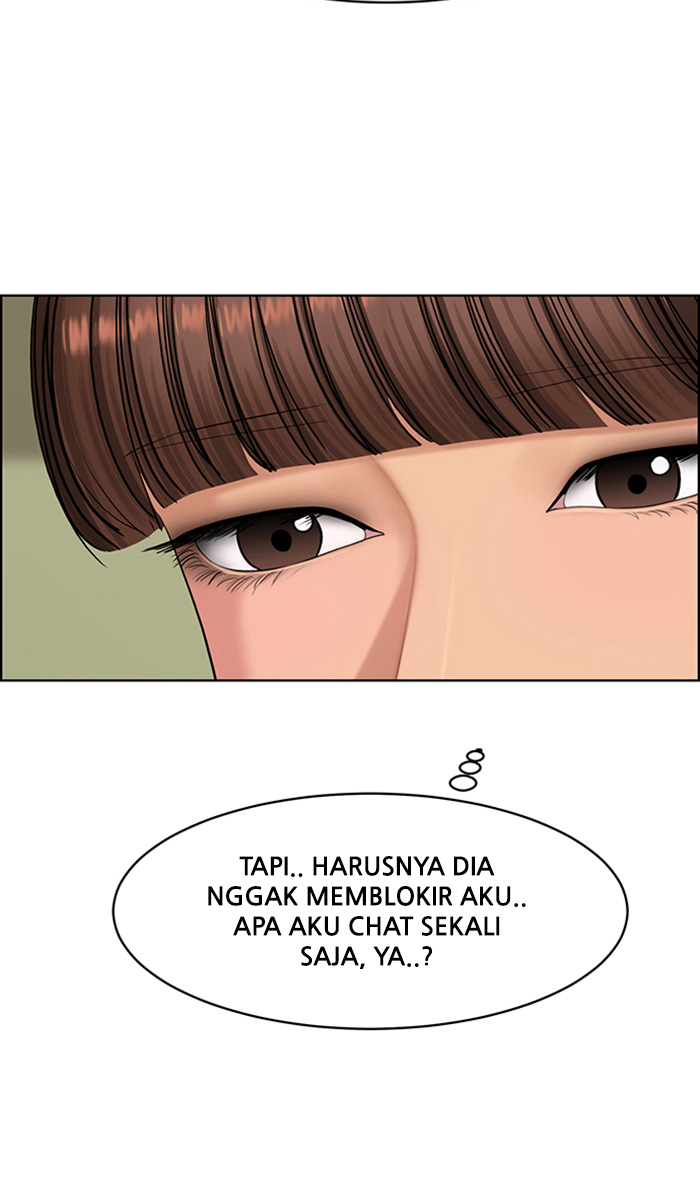 TAPI.. HARUSNYA DIA
NGGAK MEMBLOKIR AKU..
APA AKU CHAT SEKALI
SAJA, YA..?